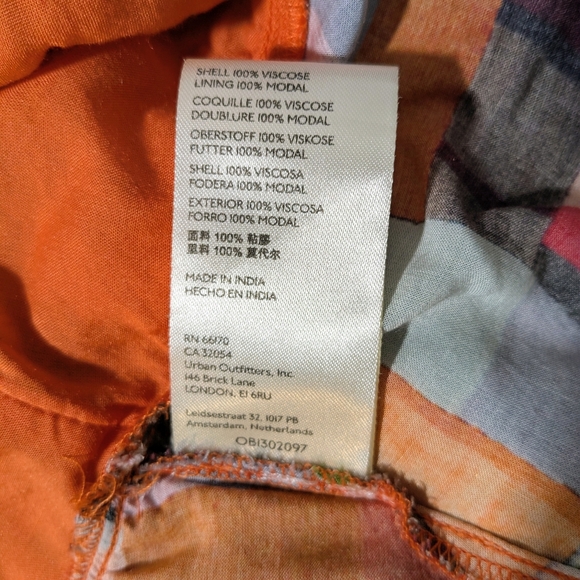 SHELL 100% VISCOSE
LINING 100% MODAL
COQUILLE 100% VISCOSE
DOUBLURE 100% MODAL
OBERSTOFF 100% VISKOSE
FUTTER 100% MODAL
SHELL 100% VISCOSA
FODERA 100% MODAL
EXTERIOR 100% VISCOSA
FORRO 100% MODAL
面料 100% 粘膠
里料 100% 莫代尔
MADE IN INDIA
HECHO EN INDIA
RN 66170
CA 32054
Urban Outfitters, Inc.
146 Brick Lane
LONDON, E1 6RU
Leidsestraat 32, 1017 PB
Amsterdam, Netherlands
OB1302097